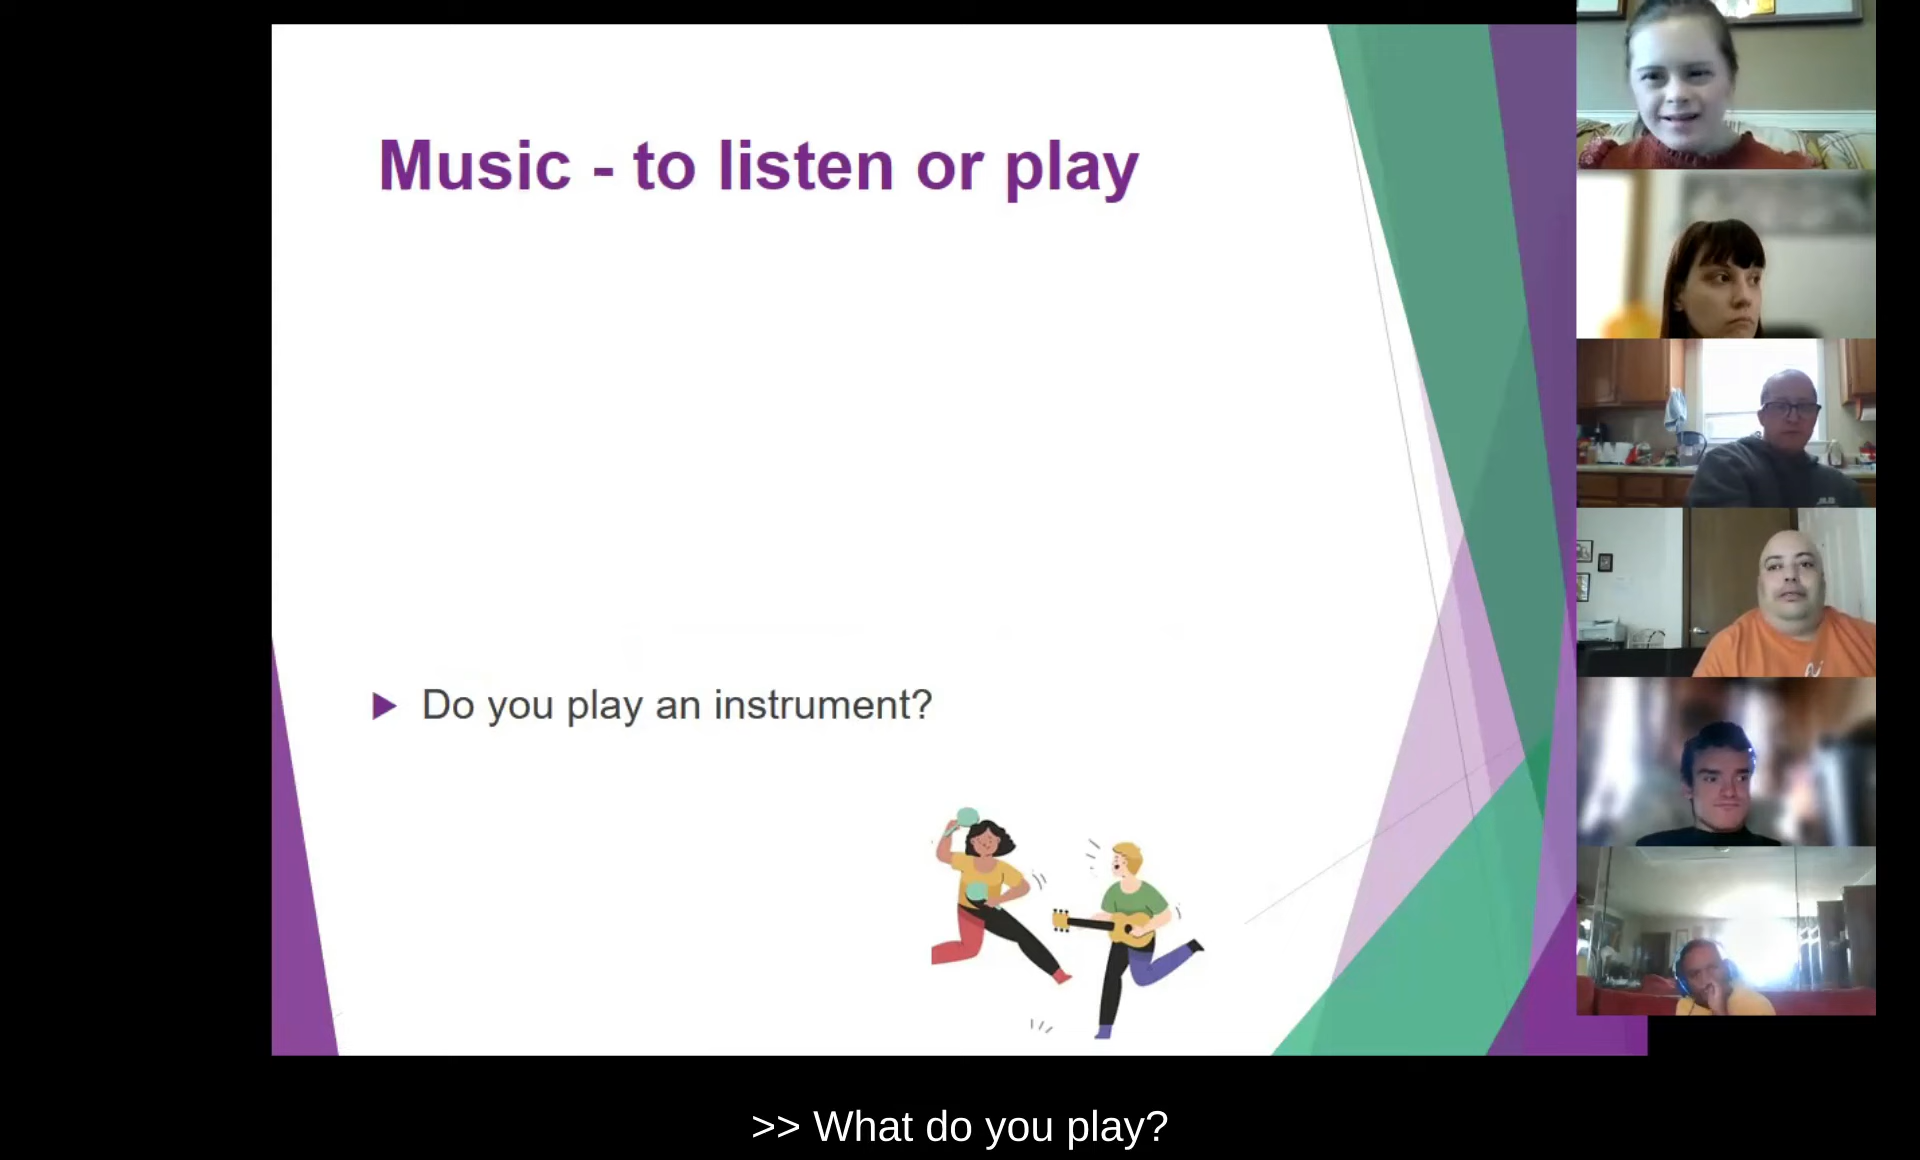 Music - to listen or play
Do you play an instrument?
>> What do you play?